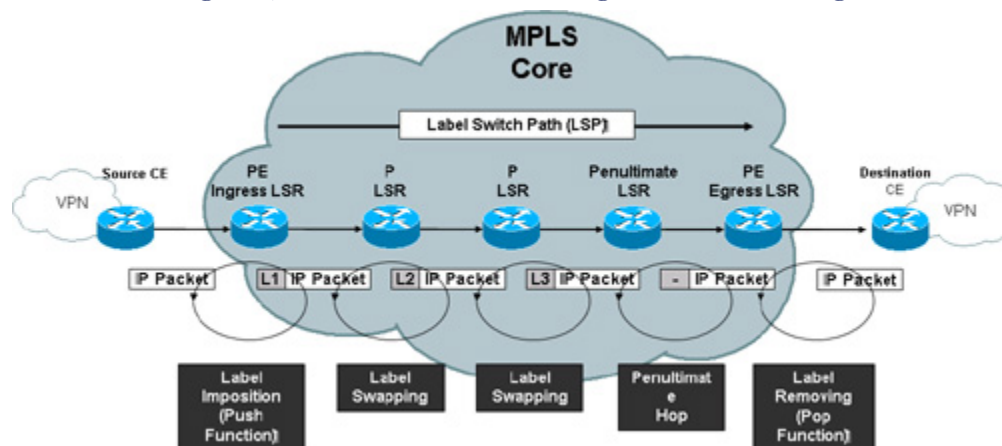 MPLS
Core
Label Switch Path (LSP)
Source CE
PE
Ingress LSR
P
LSR
P
LSR
Penultimate
LSR
PE
Egress LSR
Destination
CE
VPN
VPN
IP Packet
L1 IP Packet
L2 IP Packet
L3 IP Packet
- IP Packet
IP Packet
Label
Imposition
(Push
Function)
Label
Swapping
Label
Swapping
Penultimat
e
Hop
Label
Removing
(Pop
Function)